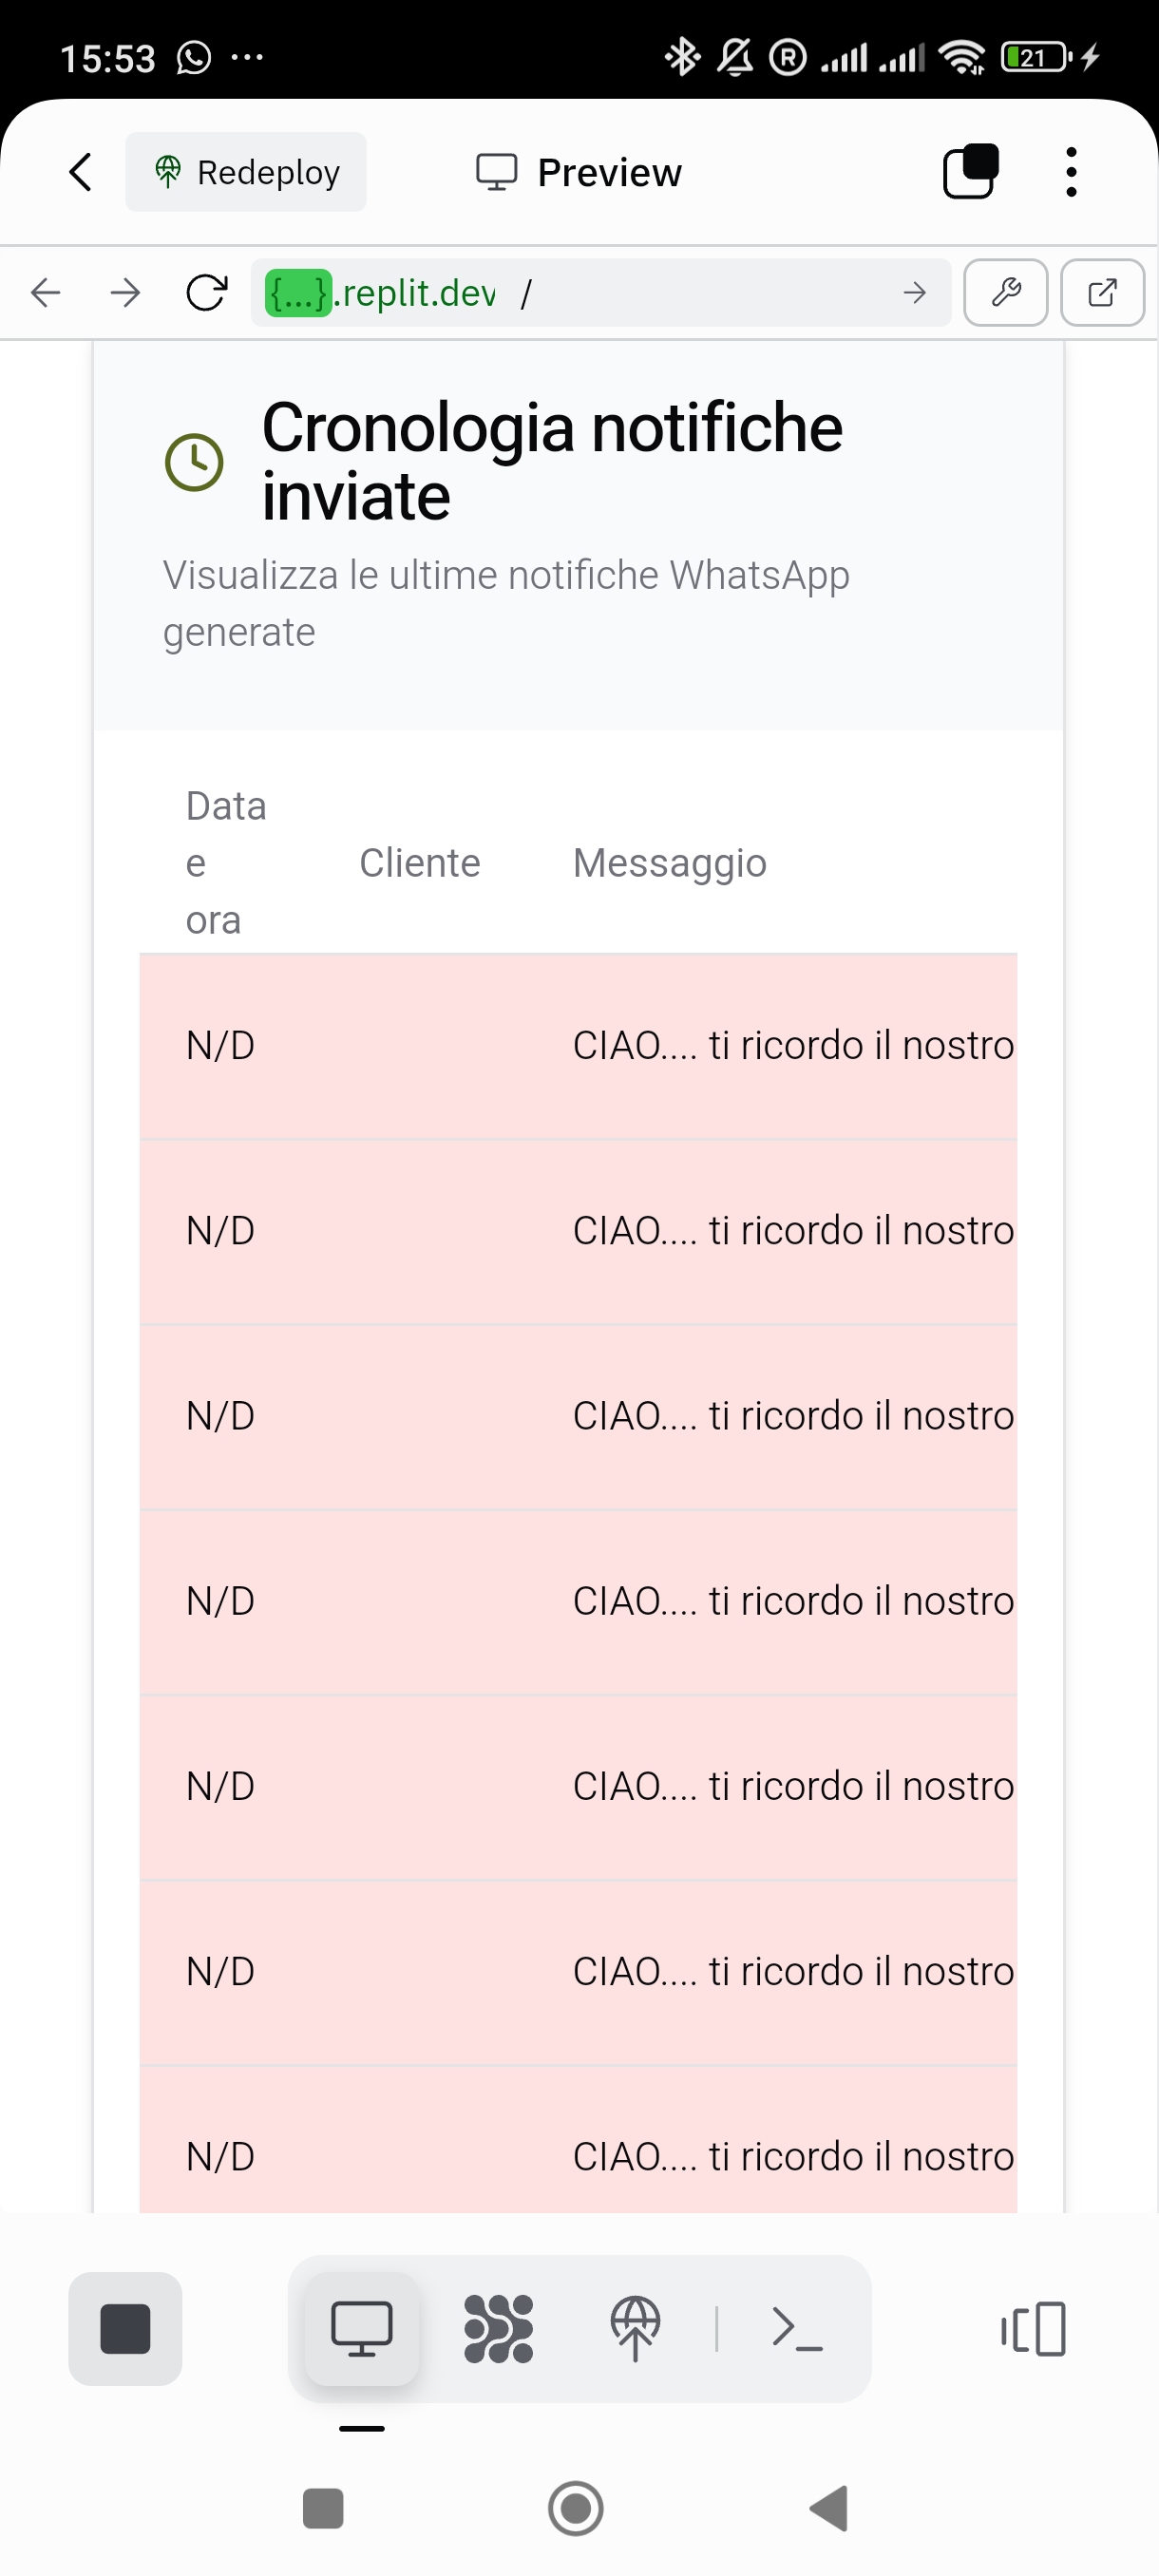 15:53
21
Redeploy
Preview
{...}.replit.dev /
Cronologia notifiche
inviate
Visualizza le ultime notifiche WhatsApp
generate
Data
e
ora
Cliente
Messaggio
N/D CIAO.... ti ricordo il nostro
N/D CIAO.... ti ricordo il nostro
N/D CIAO.... ti ricordo il nostro
N/D CIAO.... ti ricordo il nostro
N/D CIAO.... ti ricordo il nostro
N/D CIAO.... ti ricordo il nostro
N/D CIAO.... ti ricordo il nostro